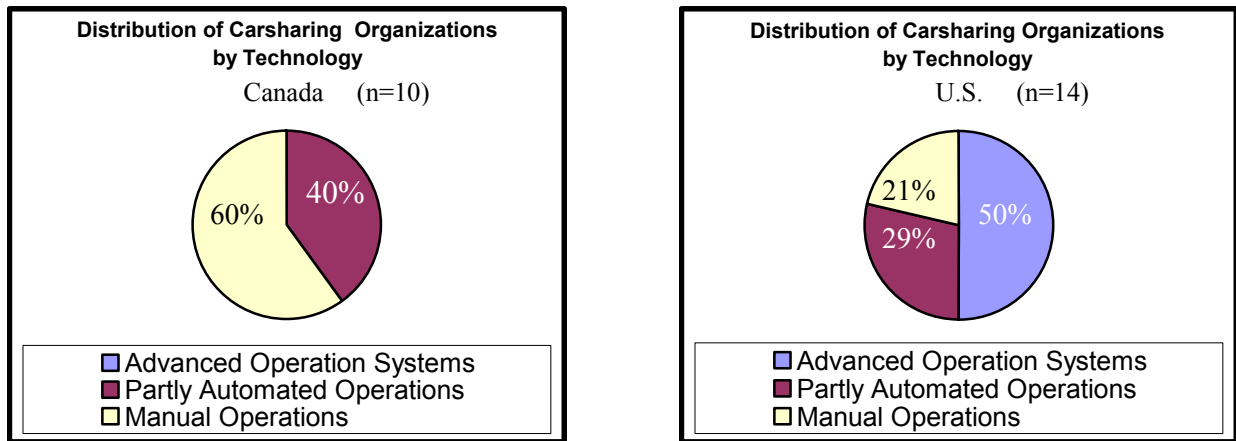 Distribution of Carsharing Organizations
by Technology
Canada (n=10)
40%
60%
Advanced Operation Systems
Partly Automated Operations
Manual Operations
Distribution of Carsharing Organizations
by Technology
U.S. (n=14)
21%
50%
29%
Advanced Operation Systems
Partly Automated Operations
Manual Operations